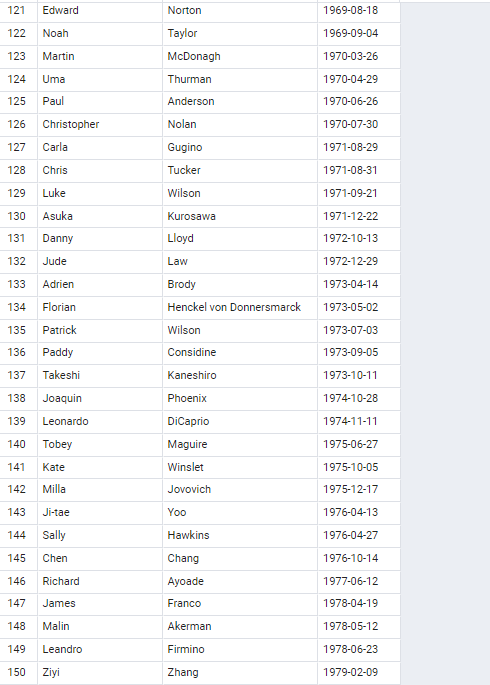 121 Edward Norton 1969-08-18
122 Noah Taylor 1969-09-04
123 Martin McDonagh 1970-03-26
124 Uma Thurman 1970-04-29
125 Paul Anderson 1970-06-26
126 Christopher Nolan 1970-07-30
127 Carla Gugino 1971-08-29
128 Chris Tucker 1971-08-31
129 Luke Wilson 1971-09-21
130 Asuka Kurosawa 1971-12-22
131 Danny Lloyd 1972-10-13
132 Jude Law 1972-12-29
133 Adrien Brody 1973-04-14
134 Florian Henckel von Donnersmarck 1973-05-02
135 Patrick Wilson 1973-07-03
136 Paddy Considine 1973-09-05
137 Takeshi Kaneshiro 1973-10-11
138 Joaquin Phoenix 1974-10-28
139 Leonardo DiCaprio 1974-11-11
140 Tobey Maguire 1975-06-27
141 Kate Winslet 1975-10-05
142 Milla Jovovich 1975-12-17
143 Ji-tae Yoo 1976-04-13
144 Sally Hawkins 1976-04-27
145 Chen Chang 1976-10-14
146 Richard Ayoade 1977-06-12
147 James Franco 1978-04-19
148 Malin Akerman 1978-05-12
149 Leandro Firmino 1978-06-23
150 Ziyi Zhang 1979-02-09